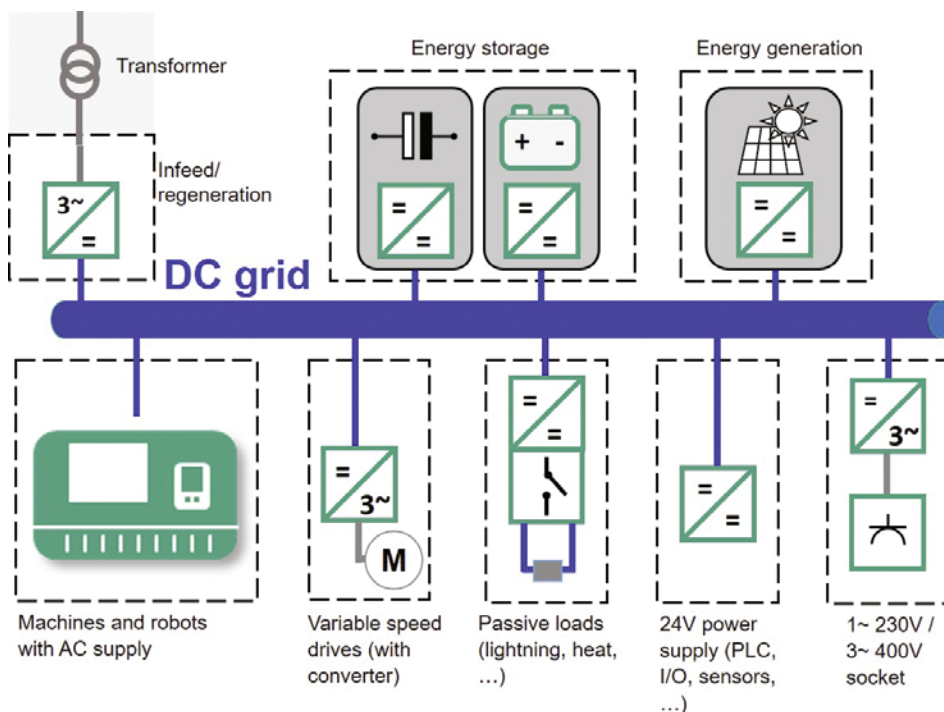 Transformer
Energy storage
Energy generation
Infeed/
regeneration
+ -
3~
=
=
=
=
=
=
=
DC grid
=
=
=
3~
=
3~
M
=
=
Machines and robots
with AC supply
Variable speed
drives (with
converter)
Passive loads
(lightning, heat,
…)
24V power
supply (PLC,
I/O, sensors,
…)
1~ 230V /
3~ 400V
socket